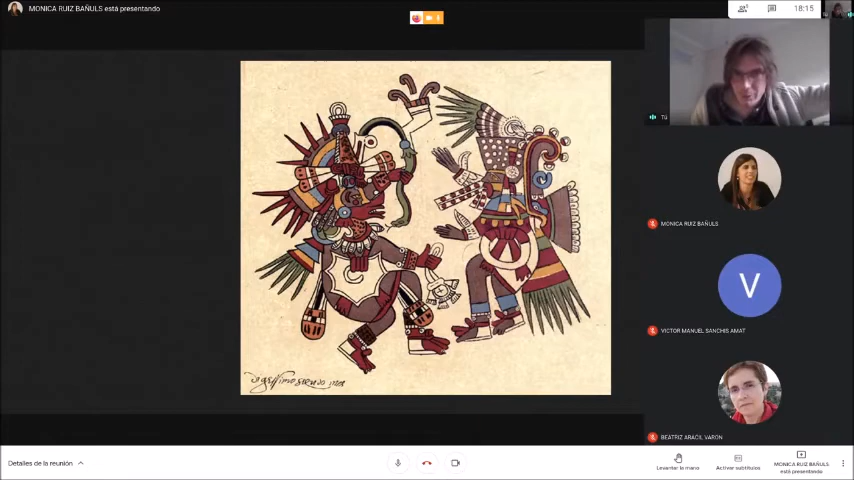 MONICA RUIZ BAÑULS está presentando
18:15
Tú
MONICA RUIZ BAÑULS
V
VICTOR MANUEL SANCHIS AMAT
BEATRIZ ARACIL VARON
Detalles de la reunión
Levantar la mano
Activar subtítulos
MONICA RUIZ BAÑULS
está presentando